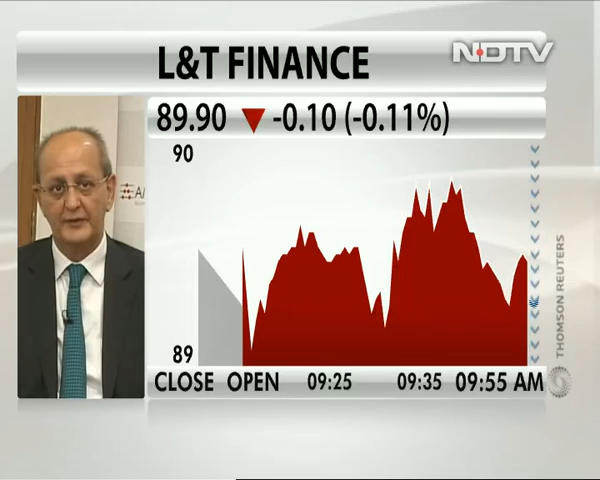 L&T FINANCE
NDTV
89.90 ▼ -0.10 (-0.11%)
90
89
CLOSE OPEN 09:25 09:35 09:55 AM
THOMSON REUTERS